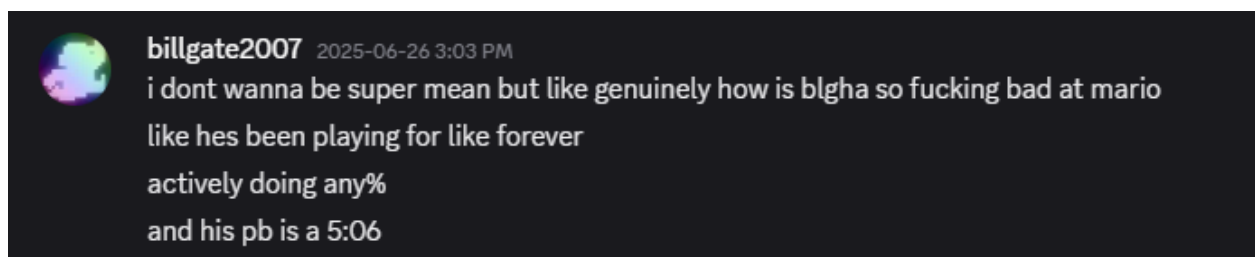 billgate2007 2025-06-26 3:03 PM
i dont wanna be super mean but like genuinely how is blgha so fucking bad at mario
like hes been playing for like forever
actively doing any%
and his pb is a 5:06